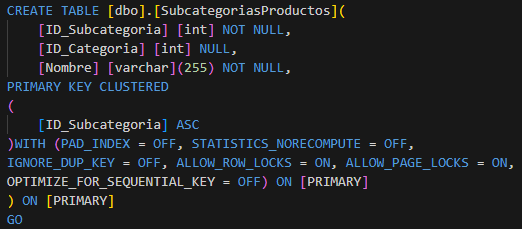 CREATE TABLE [dbo].[SubcategoriasProductos](
    [ID_Subcategoria] [int] NOT NULL,
    [ID_Categoria] [int] NULL,
    [Nombre] [varchar](255) NOT NULL,
PRIMARY KEY CLUSTERED
(
    [ID_Subcategoria] ASC
)WITH (PAD_INDEX = OFF, STATISTICS_NORECOMPUTE = OFF,
IGNORE_DUP_KEY = OFF, ALLOW_ROW_LOCKS = ON, ALLOW_PAGE_LOCKS = ON,
OPTIMIZE_FOR_SEQUENTIAL_KEY = OFF) ON [PRIMARY]
) ON [PRIMARY]
GO